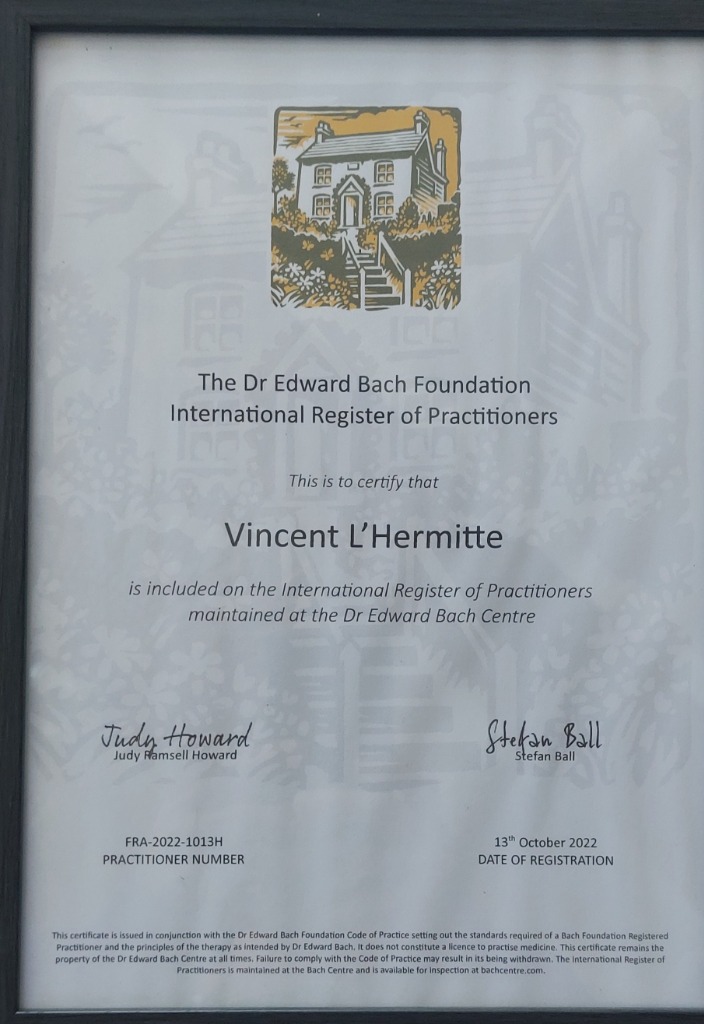 The Dr Edward Bach Foundation
International Register of Practitioners
This is to certify that
Vincent L'Hermitte
is included on the International Register of Practitioners
maintained at the Dr Edward Bach Centre
Judy Howard
Judy Ramsell Howard
Stefan Ball
Stefan Ball
FRA-2022-1013H
PRACTITIONER NUMBER
13th October 2022
DATE OF REGISTRATION
This certificate is issued in conjunction with the Dr Edward Bach Foundation Code of Practice setting out the standards required of a Bach Foundation Registered
Practitioner and the principles of the therapy as intended by Dr Edward Bach. It does not constitute a licence to practise medicine. This certificate remains the
property of the Dr Edward Bach Centre at all times. Failure to comply with the Code of Practice may result in its being withdrawn. The International Register of
Practitioners is maintained at the Bach Centre and is available for inspection at bachcentre.com.